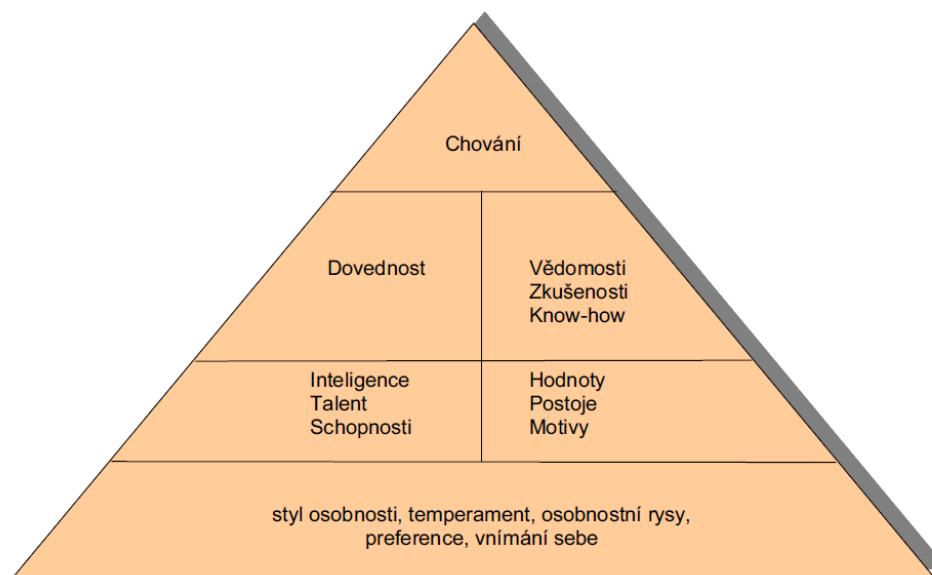 Chování
Dovednost
Vědomosti
Zkušenosti
Know-how
Inteligence
Talent
Schopnosti
Hodnoty
Postoje
Motivy
styl osobnosti, temperament, osobnostní rysy,
preference, vnímání sebe